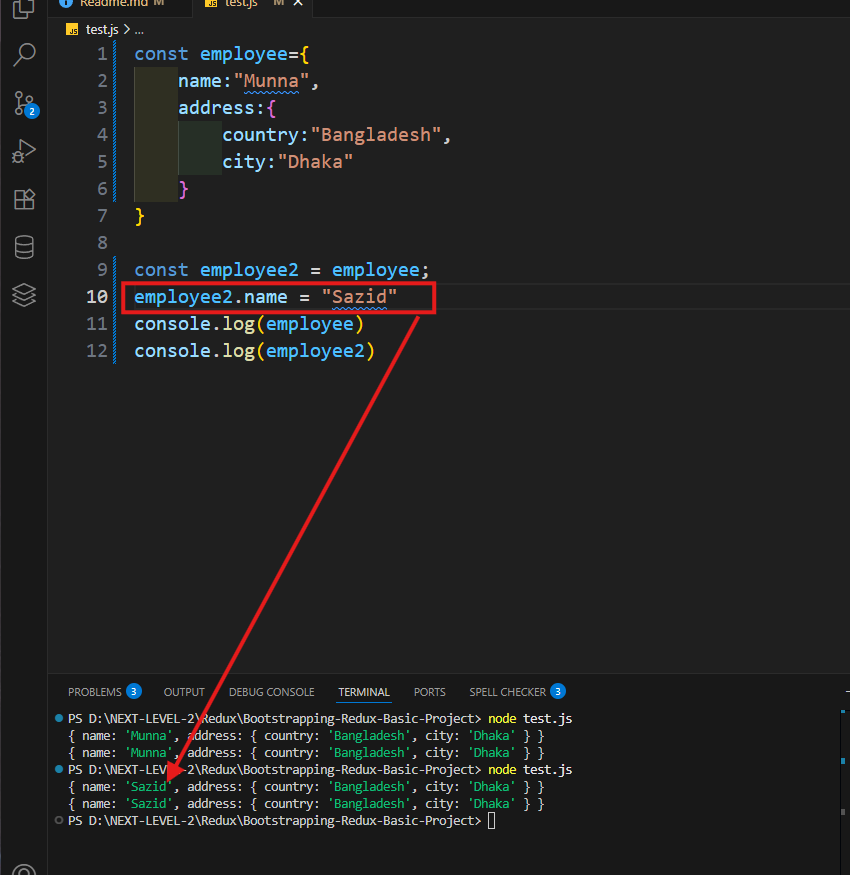 Readme.md M
test.js M
test.js > ...
1 const employee={
2 name:"Munna",
3 address:{
4 country:"Bangladesh",
5 city:"Dhaka"
6 }
7 }
8
9 const employee2 = employee;
10 employee2.name = "Sazid"
11 console.log(employee)
12 console.log(employee2)
2
PROBLEMS 3 OUTPUT DEBUG CONSOLE TERMINAL PORTS SPELL CHECKER 3
PS D:\NEXT-LEVEL-2\Redux\Bootstrapping-Redux-Basic-Project> node test.js
{ name: 'Munna', address: { country: 'Bangladesh', city: 'Dhaka' } }
{ name: 'Munna', address: { country: 'Bangladesh', city: 'Dhaka' } }
PS D:\NEXT-LEVEL-2\Redux\Bootstrapping-Redux-Basic-Project> node test.js
{ name: 'Sazid', address: { country: 'Bangladesh', city: 'Dhaka' } }
{ name: 'Sazid', address: { country: 'Bangladesh', city: 'Dhaka' } }
PS D:\NEXT-LEVEL-2\Redux\Bootstrapping-Redux-Basic-Project>